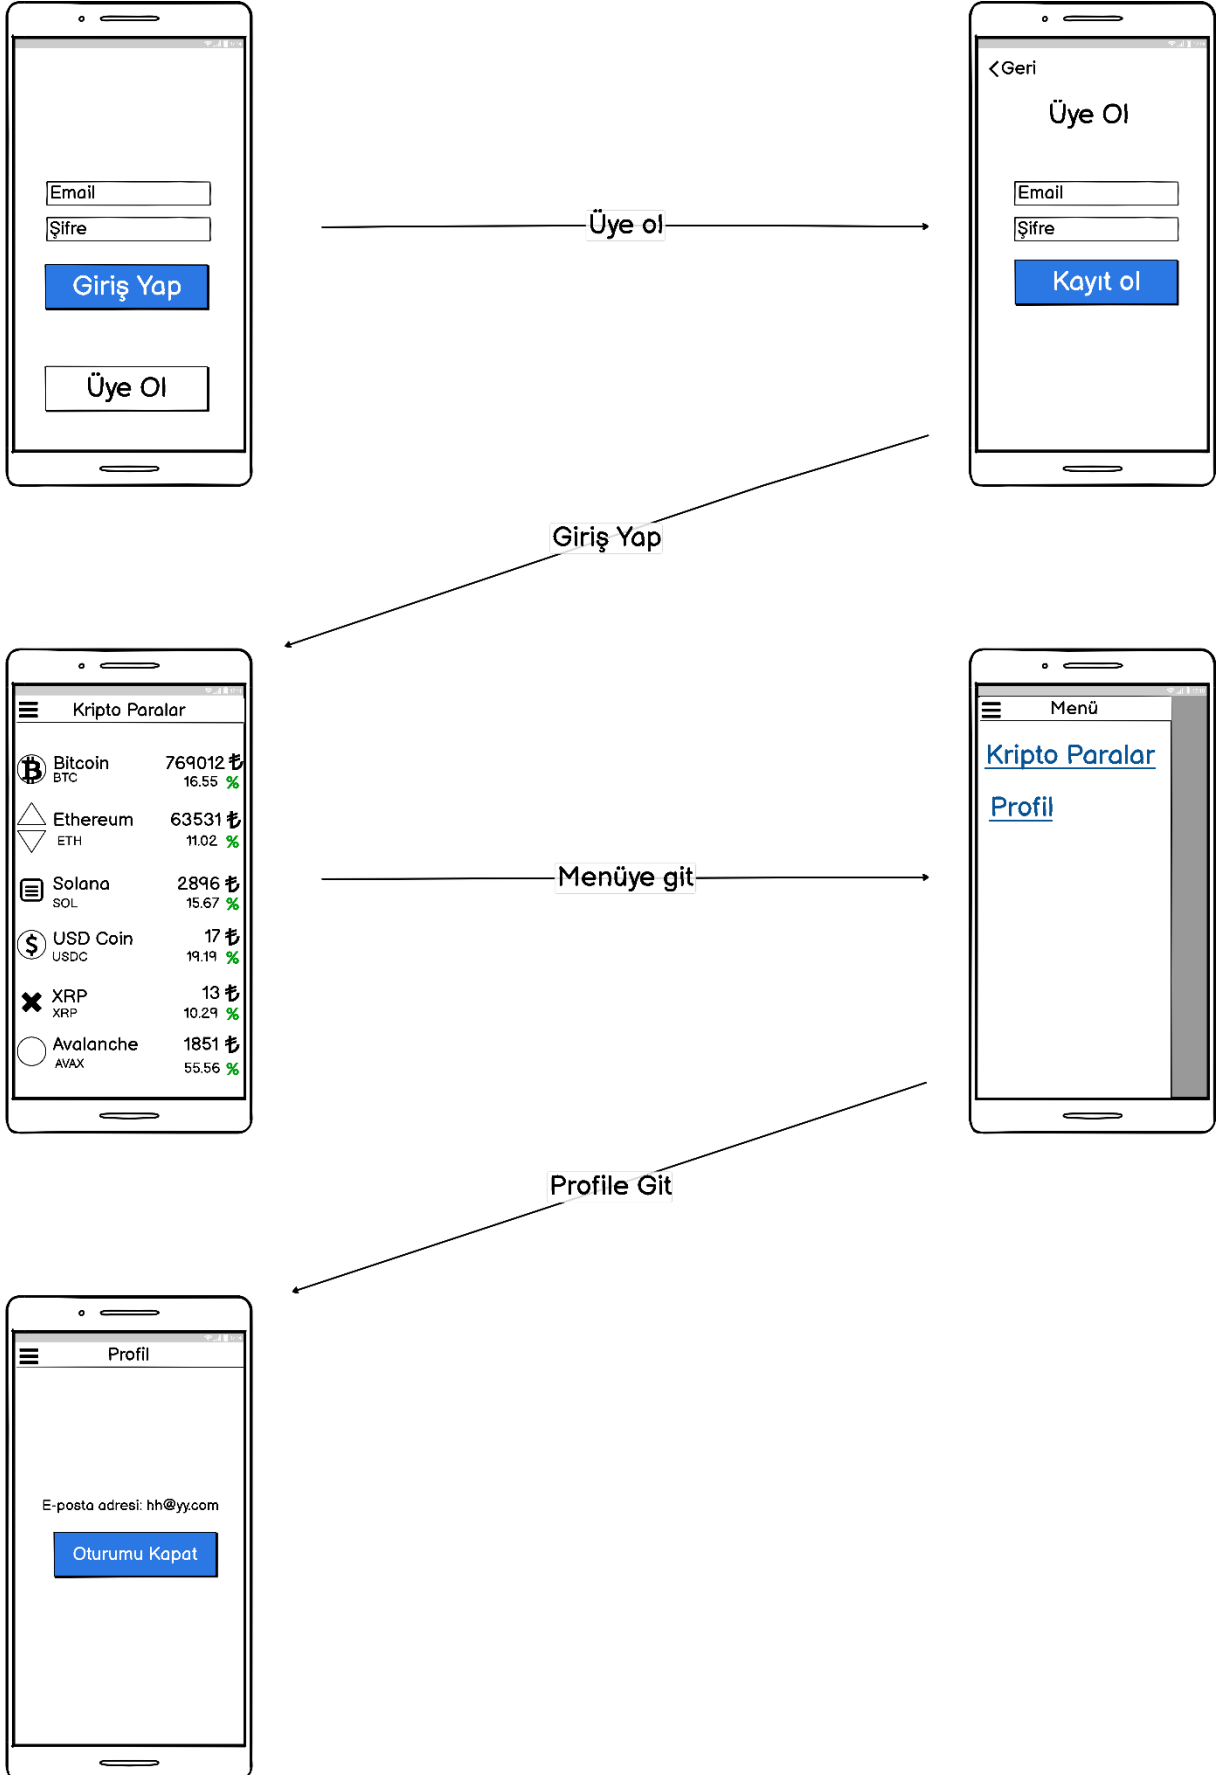 Email
Şifre
Giriş Yap
Üye Ol
Üye ol
Geri
Üye Ol
Email
Şifre
Kayıt ol
Giriş Yap
Kripto Paralar
Bitcoin 769012 ₺
BTC 16.55 %
Ethereum 63531 ₺
ETH 11.02 %
Solana 2896 ₺
SOL 15.67 %
USD Coin 17 ₺
USDC 19.19 %
XRP 13 ₺
XRP 10.29 %
Avalanche 1851 ₺
AVAX 55.56 %
Menüye git
Menü
Kripto Paralar
Profil
Profile Git
Profil
E-posta adresi: hh@yy.com
Oturumu Kapat